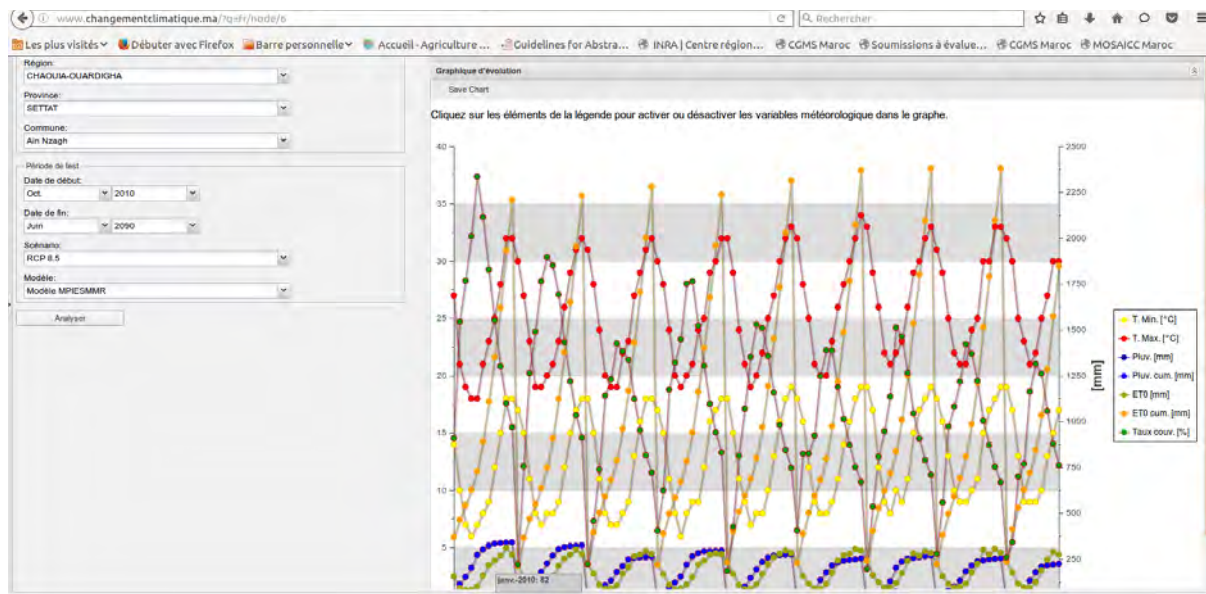 www.changementclimatique.ma/?q=fr/node/6
Rechercher
Les plus visités
Débuter avec Firefox
Barre personnelle
Accueil - Agriculture ...
Guidelines for Abstra...
INRA | Centre région...
CGMS Maroc
Soumissions à évalue...
CGMS Maroc
MOSAICC Maroc
Région:
CHAOUIA-OUARDIGHA
Province:
SETTAT
Commune:
Ain Nzagh
Période de test
Date de début:
Oct. 2010
Date de fin:
Juin 2090
Scénario:
RCP 8.5
Modèle:
Modèle MPIESMMR
Analyser
Graphique d'évolution
Save Chart
Cliquez sur les éléments de la légende pour activer ou désactiver les variables météorologique dans le graphe.
40
35
30
25
20
15
10
5
2500
2250
2000
1750
1500
1250
1000
750
500
250
[mm]
T. Min. [°C]
T. Max. [°C]
Pluv. [mm]
Pluv. cum. [mm]
ET0 [mm]
ET0 cum. [mm]
Taux couv. [%]
janv.-2010: 82